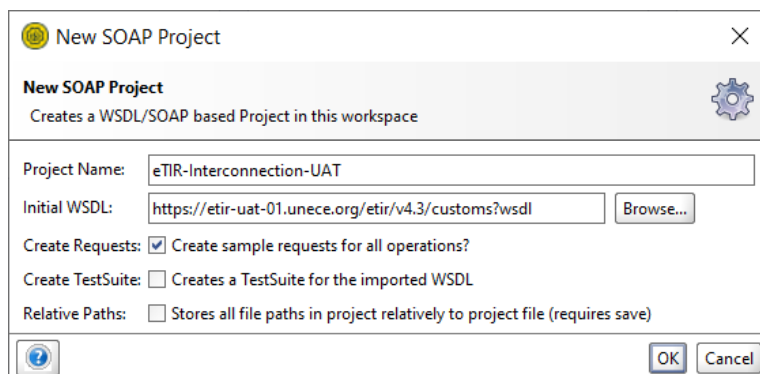 New SOAP Project
New SOAP Project
Creates a WSDL/SOAP based Project in this workspace
Project Name: eTIR-Interconnection-UAT
Initial WSDL: https://etir-uat-01.unece.org/etir/v4.3/customs?wsdl Browse...
Create Requests: Create sample requests for all operations?
Create TestSuite: Creates a TestSuite for the imported WSDL
Relative Paths: Stores all file paths in project relatively to project file (requires save)
? OK Cancel